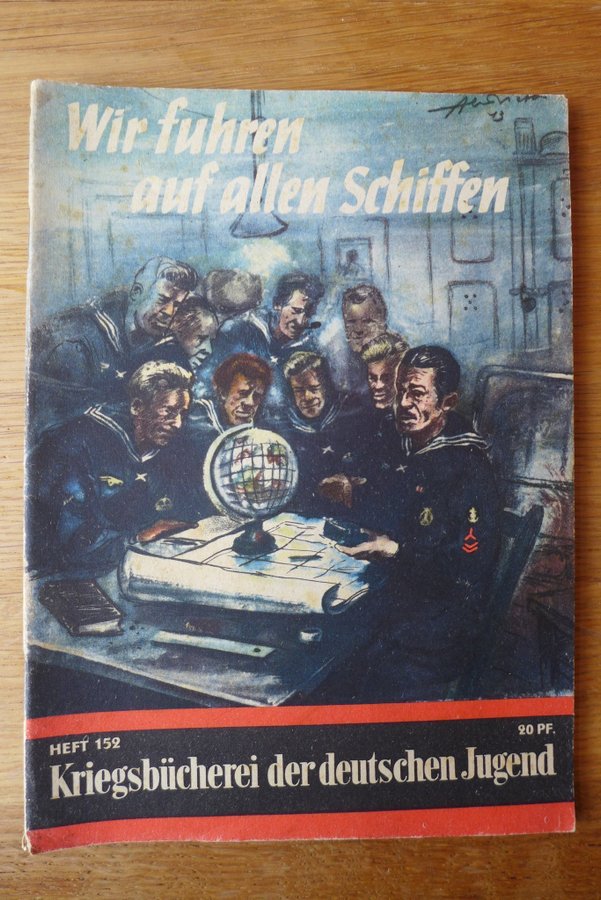 Wir fuhren
auf allen Schiffen
HEFT 152
20 PF.
Kriegsbücherei der deutschen Jugend